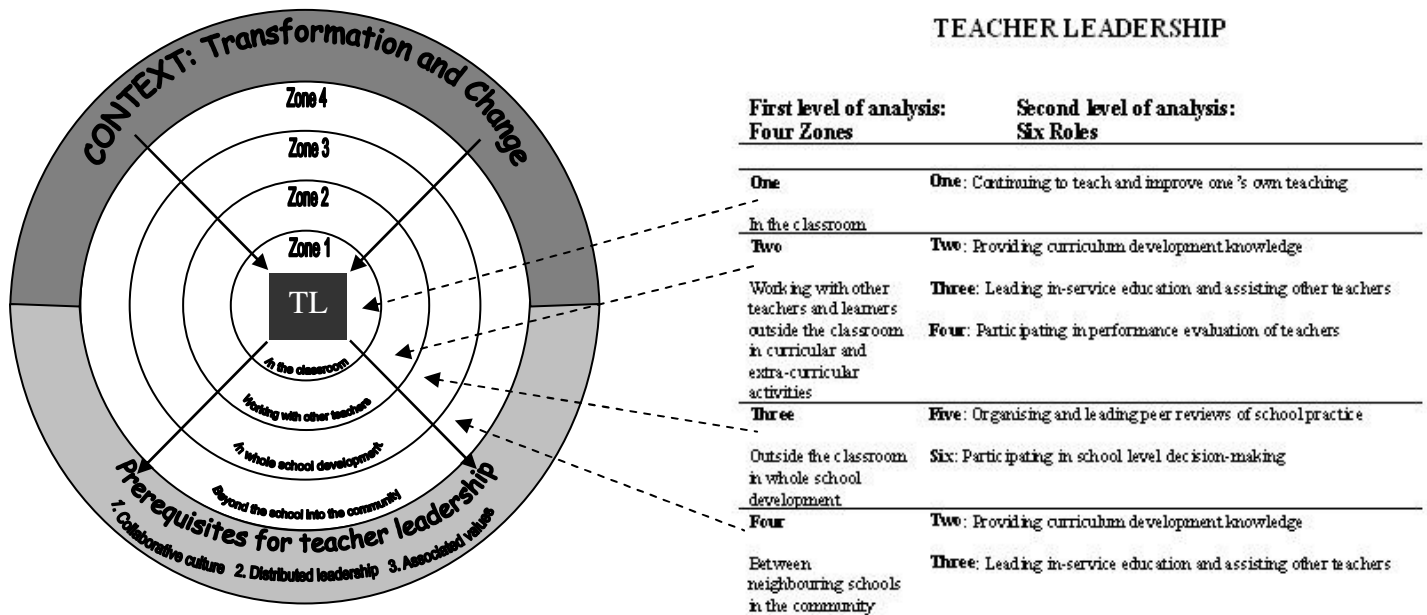 CONTEXT: Transformation and Change
Zone 4
Zone 3
Zone 2
Zone 1
TL
In the classroom
Working with other teachers
In whole school development
Beyond the school into the community
Prerequisites for teacher leadership
1. Collaborative culture 2. Distributed leadership 3. Associated values
TEACHER LEADERSHIP
First level of analysis: Second level of analysis:
Four Zones Six Roles
One One: Continuing to teach and improve one's own teaching
In the classroom
Two Two: Providing curriculum development knowledge
Working with other Three: Leading in-service education and assisting other teachers
teachers and learners
outside the classroom Four: Participating in performance evaluation of teachers
in curricular and
extra-curricular
activities
Three Five: Organising and leading peer reviews of school practice
Outside the classroom Six: Participating in school level decision-making
in whole school
development
Four Two: Providing curriculum development knowledge
Between Three: Leading in-service education and assisting other teachers
neighbouring schools
in the community